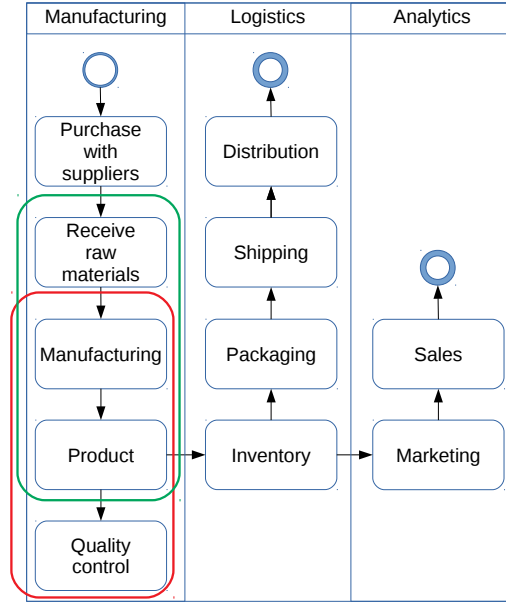 Manufacturing
Logistics
Analytics
Purchase
with
suppliers
Receive
raw
materials
Manufacturing
Product
Quality
control
Distribution
Shipping
Packaging
Inventory
Sales
Marketing